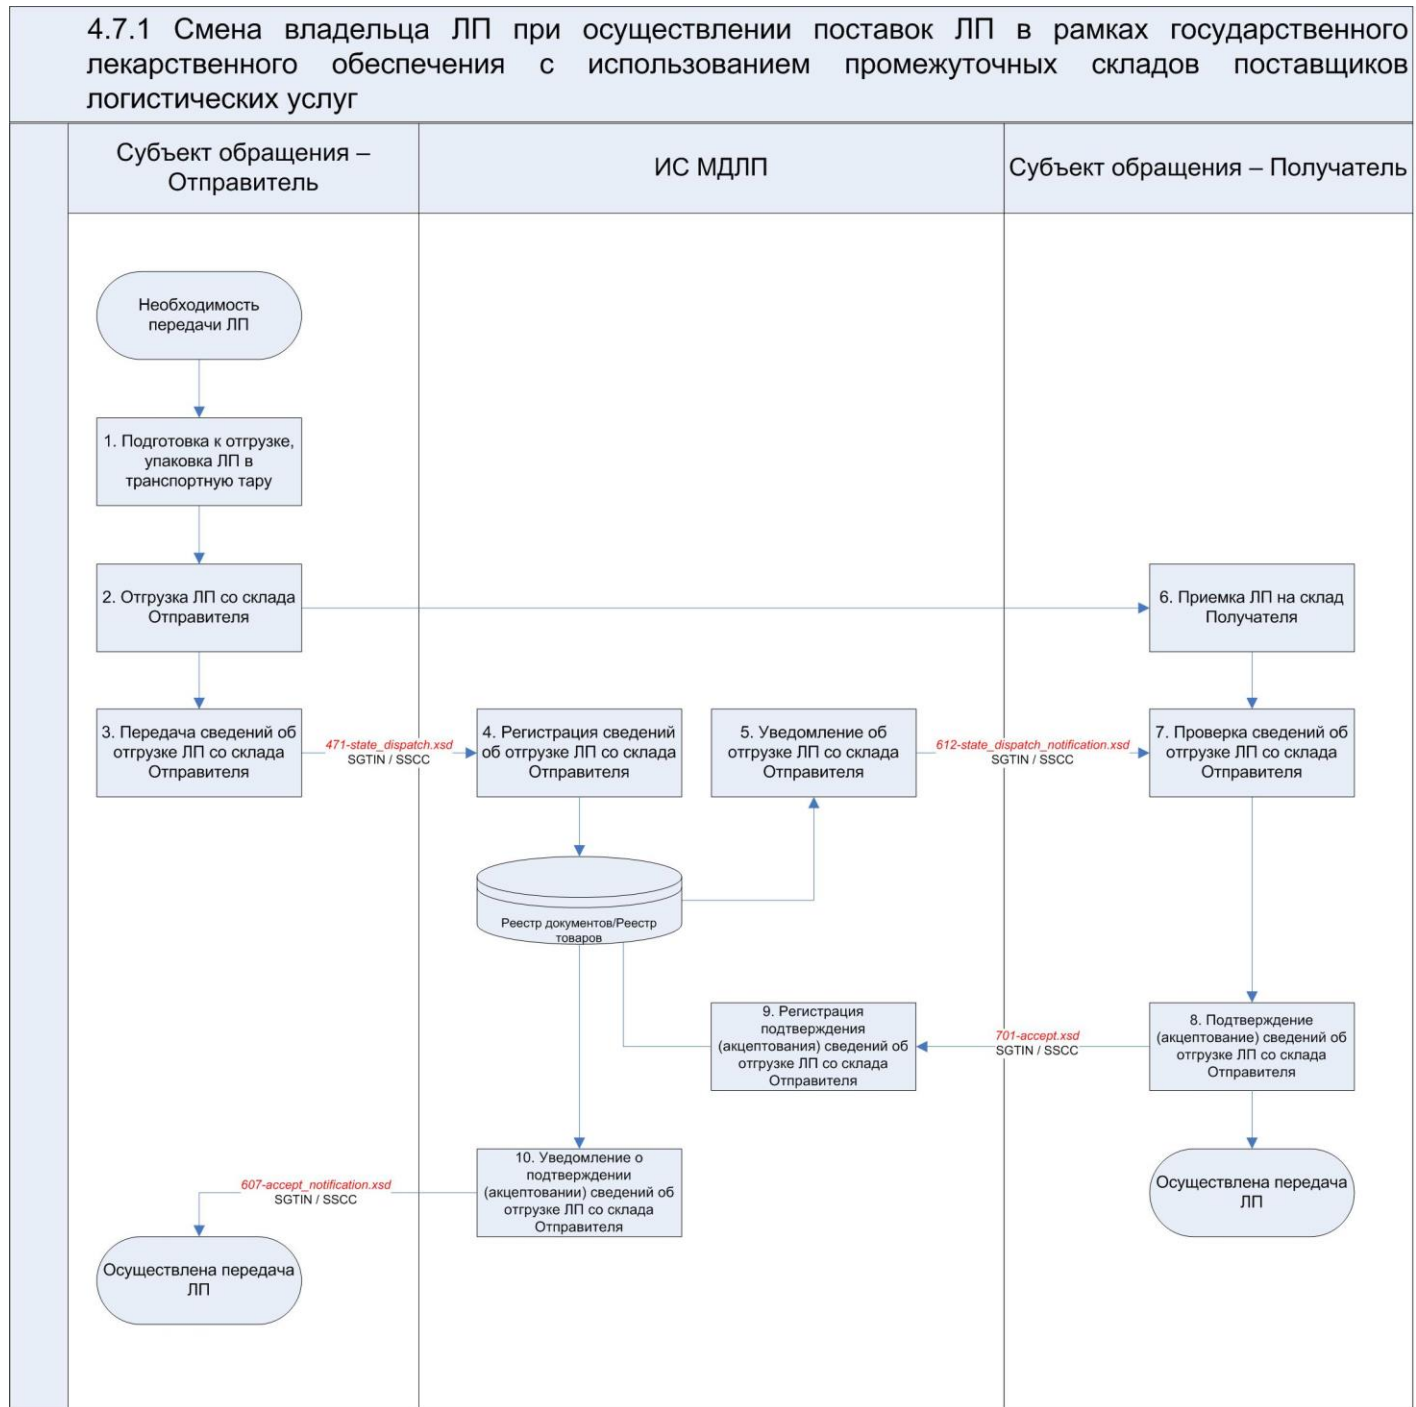 4.7.1 Смена владельца ЛП при осуществлении поставок ЛП в рамках государственного
лекарственного обеспечения с использованием промежуточных складов поставщиков
логистических услуг
Субъект обращения –
Отправитель
ИС МДЛП
Субъект обращения – Получатель
Необходимость
передачи ЛП
1. Подготовка к отгрузке,
упаковка ЛП в
транспортную тару
2. Отгрузка ЛП со склада
Отправителя
6. Приемка ЛП на склад
Получателя
3. Передача сведений об
отгрузке ЛП со склада
Отправителя
471-state_dispatch.xsd
SGTIN / SSCC
4. Регистрация сведений
об отгрузке ЛП со склада
Отправителя
5. Уведомление об
отгрузке ЛП со склада
Отправителя
612-state_dispatch_notification.xsd
SGTIN / SSCC
7. Проверка сведений об
отгрузке ЛП со склада
Отправителя
Реестр документов/Реестр
товаров
9. Регистрация
подтверждения
(акцептования) сведений об
отгрузке ЛП со склада
Отправителя
701-accept.xsd
SGTIN / SSCC
8. Подтверждение
(акцептование) сведений об
отгрузке ЛП со склада
Отправителя
10. Уведомление о
подтверждении
(акцептовании) сведений об
отгрузке ЛП со склада
Отправителя
607-accept_notification.xsd
SGTIN / SSCC
Осуществлена передача
ЛП
Осуществлена передача
ЛП